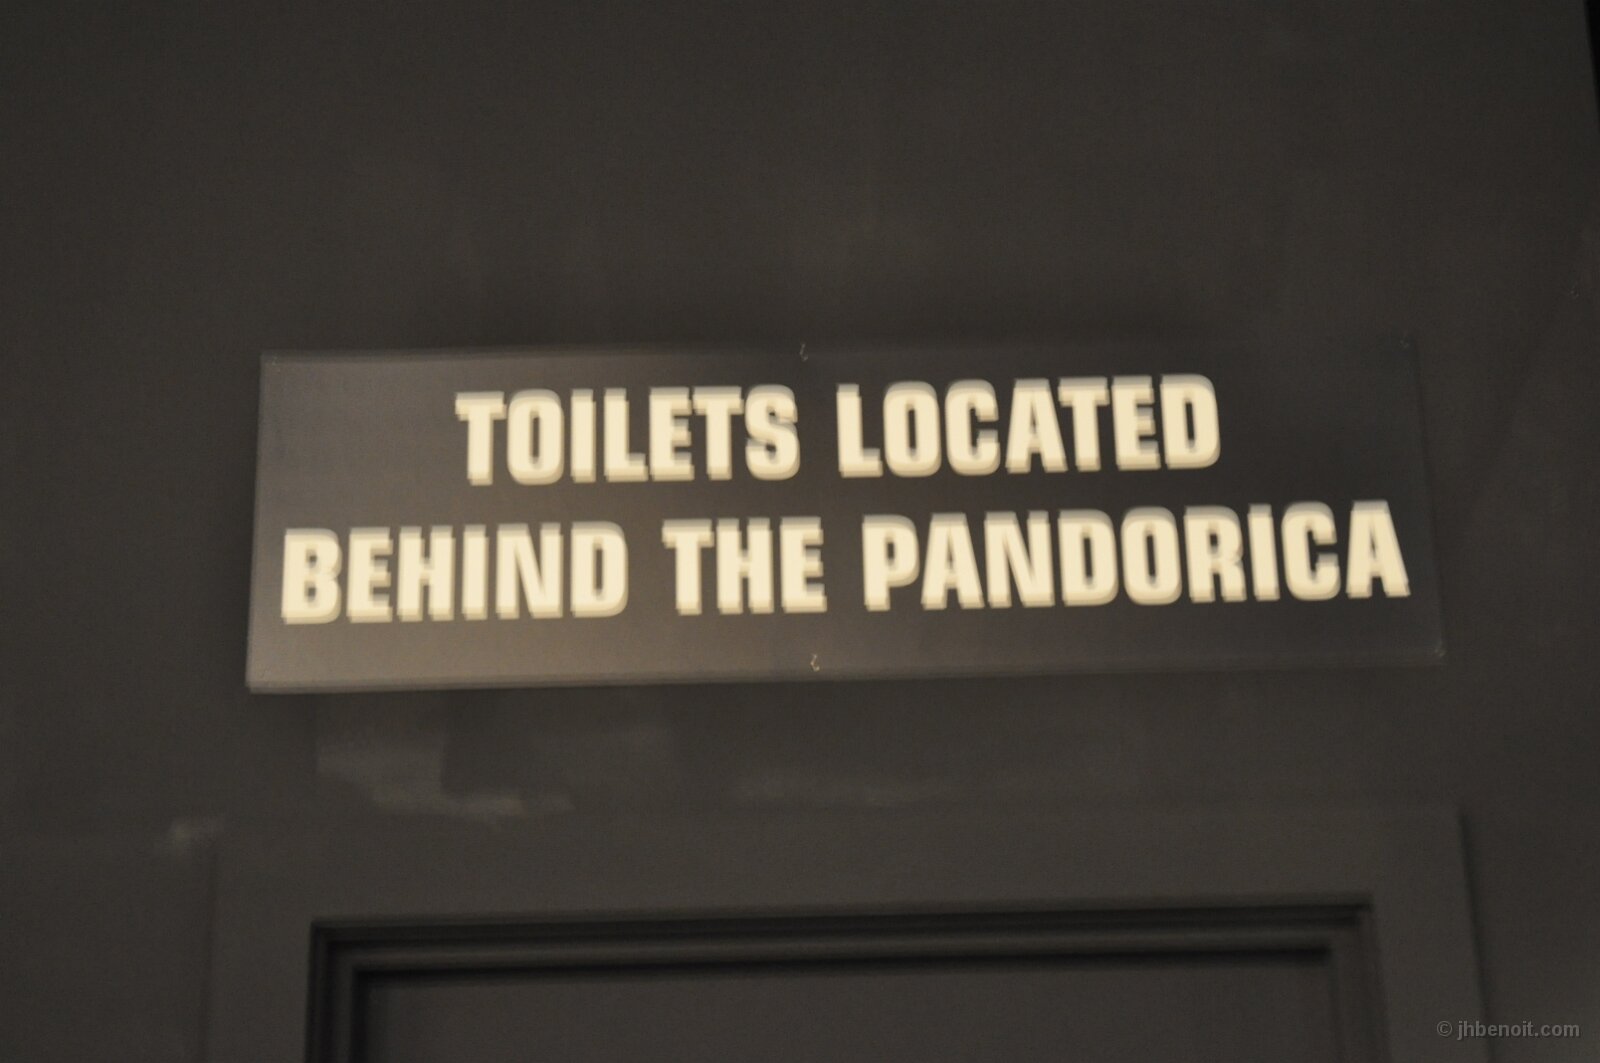 TOILETS LOCATED
BEHIND THE PANDORICA
© jhbenoit.com